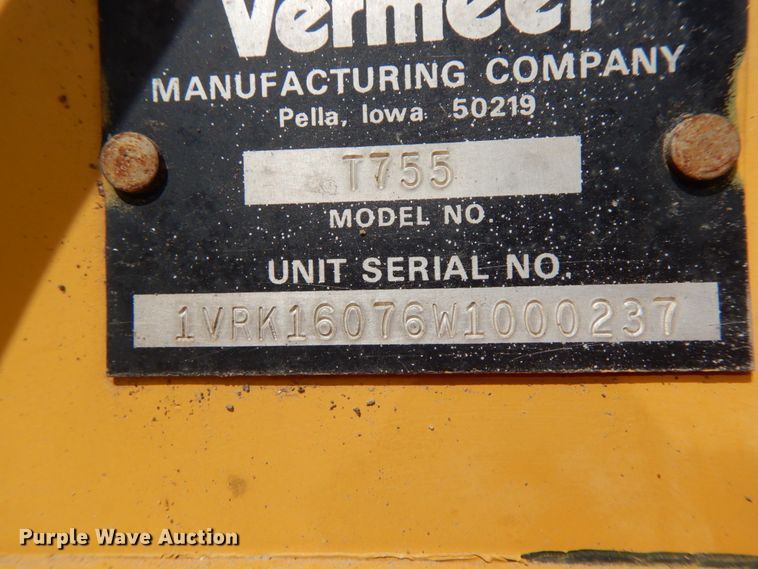 Vermeer
MANUFACTURING COMPANY
Pella, Iowa 50219
T755
MODEL NO.
UNIT SERIAL NO.
1VRK16076W1000237
Purple Wave Auction